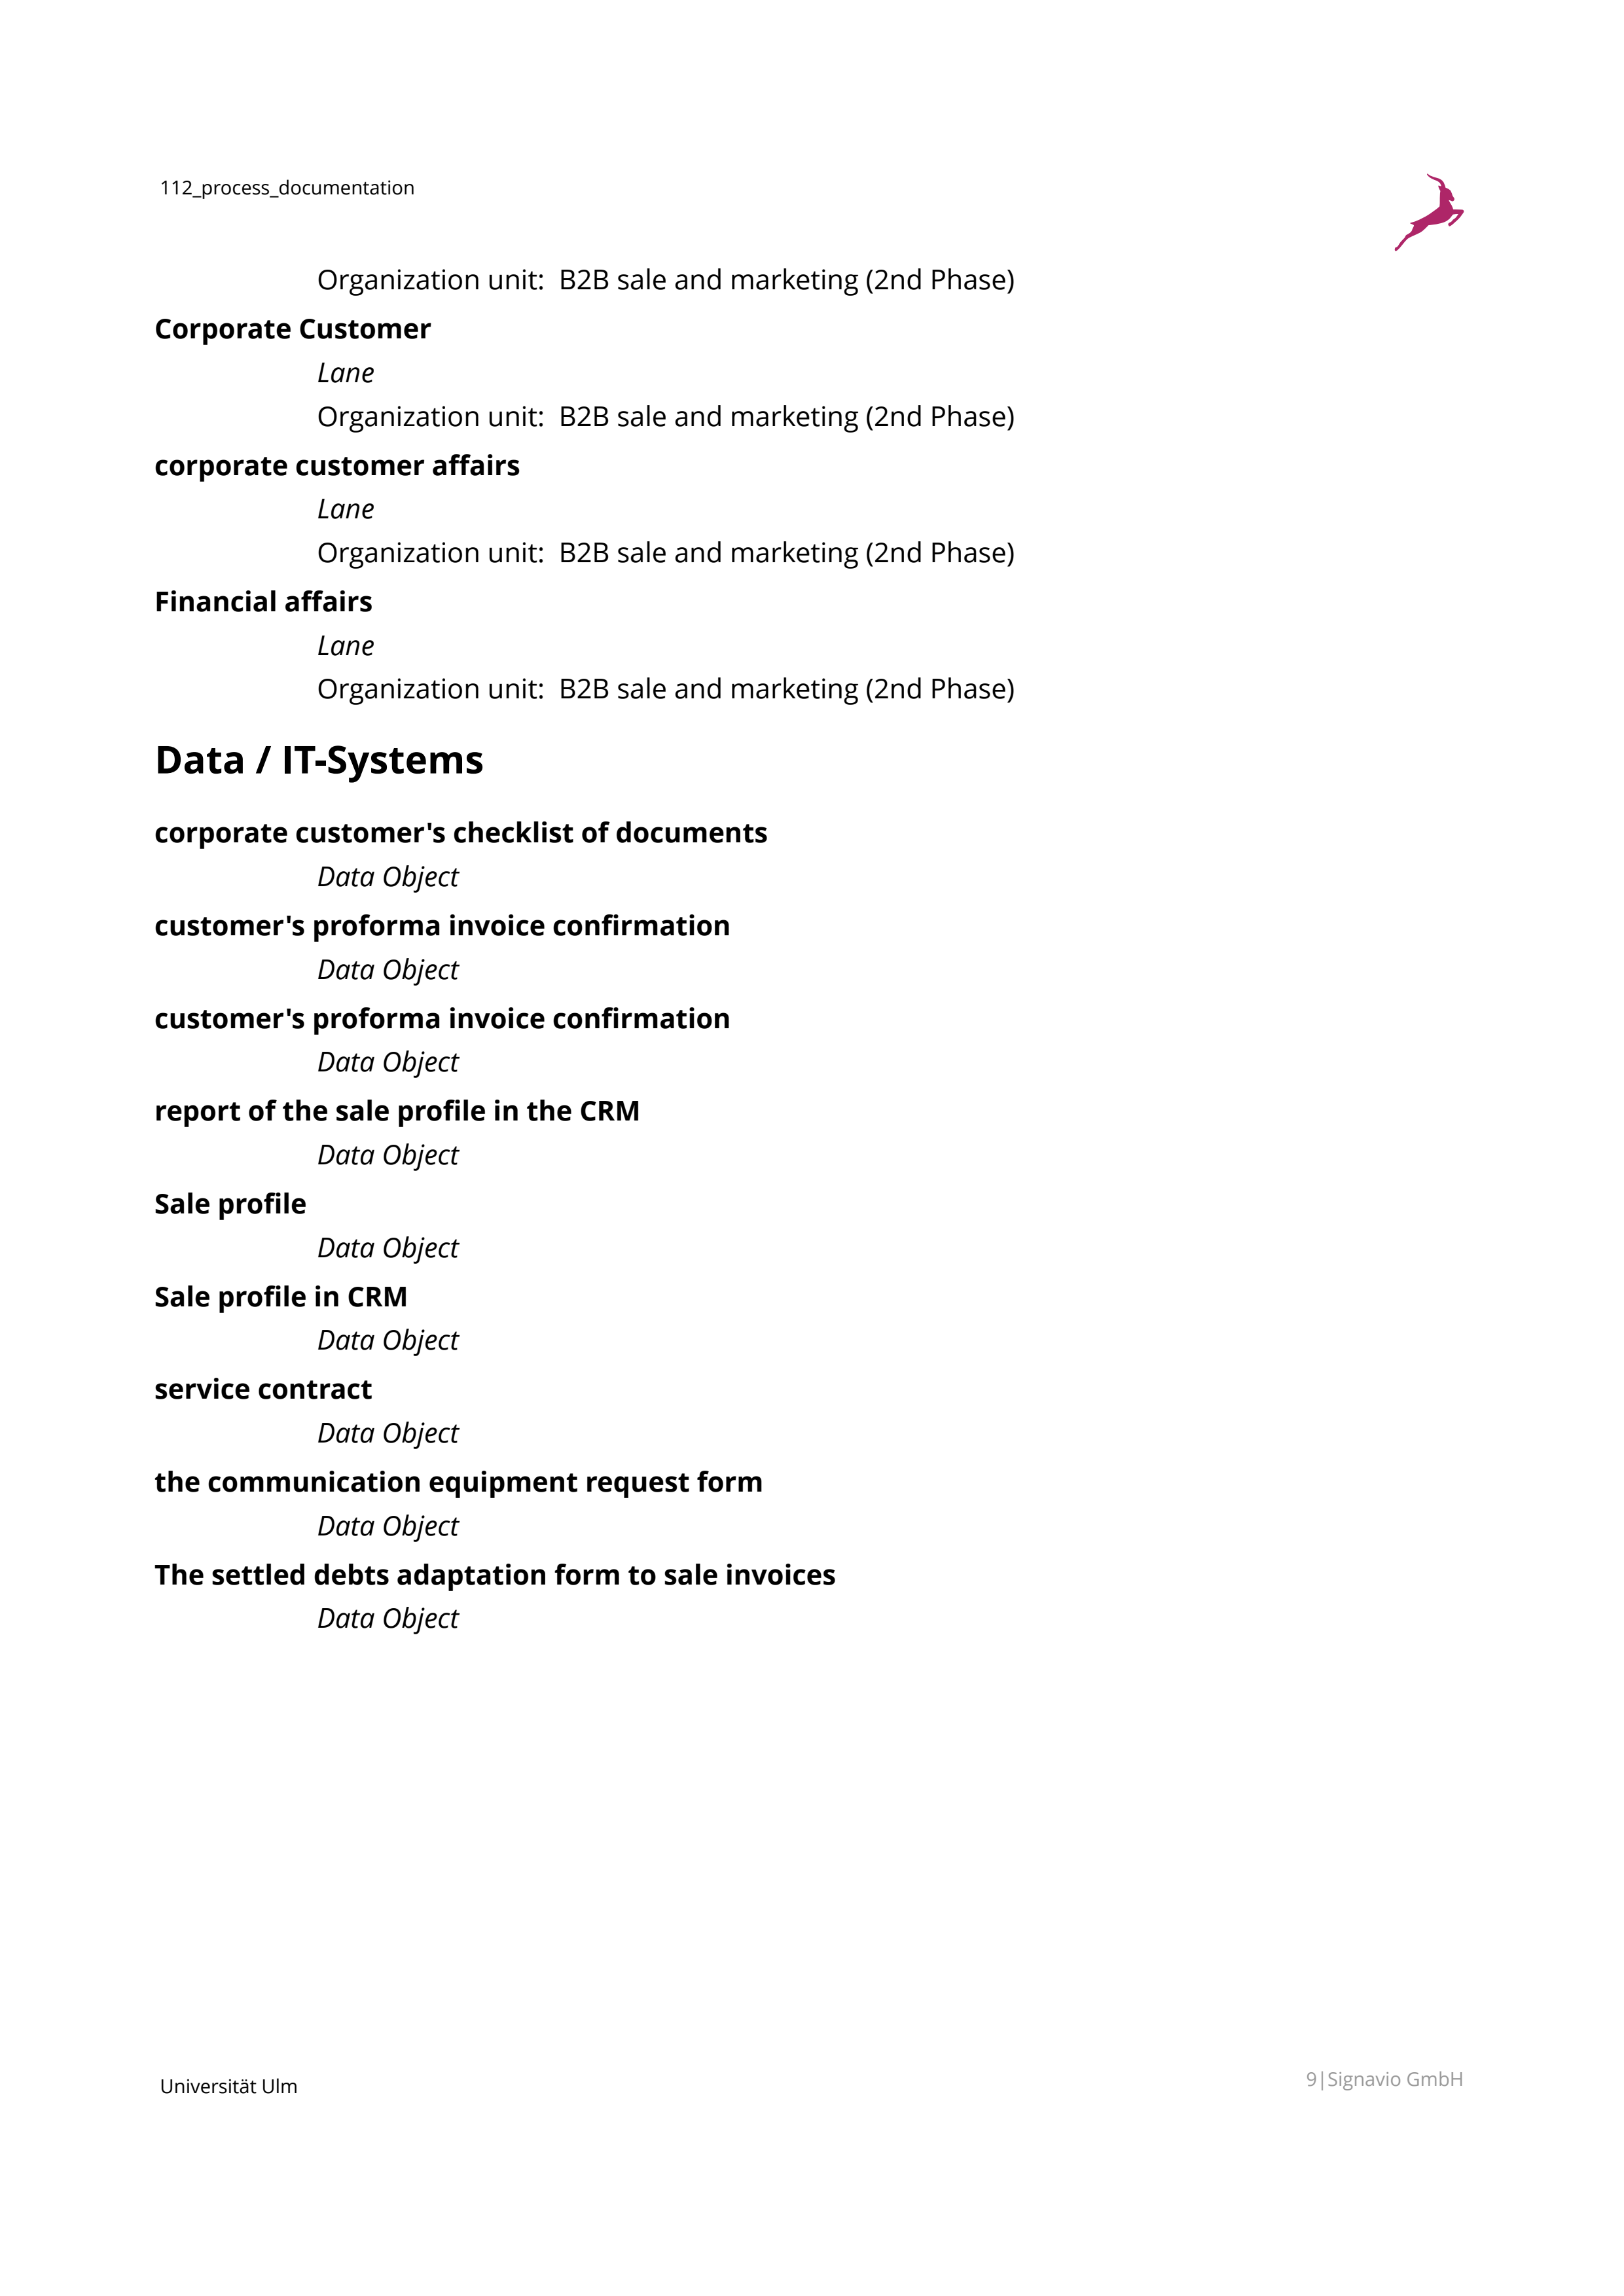 112_process_documentation
Organization unit:  B2B sale and marketing (2nd Phase)
Corporate Customer
Lane
Organization unit:  B2B sale and marketing (2nd Phase)
corporate customer affairs
Lane
Organization unit:  B2B sale and marketing (2nd Phase)
Financial affairs
Lane
Organization unit:  B2B sale and marketing (2nd Phase)
Data / IT-Systems
corporate customer's checklist of documents
Data Object
customer's proforma invoice confirmation
Data Object
customer's proforma invoice confirmation
Data Object
report of the sale profile in the CRM
Data Object
Sale profile
Data Object
Sale profile in CRM
Data Object
service contract
Data Object
the communication equipment request form
Data Object
The settled debts adaptation form to sale invoices
Data Object
Universität Ulm
9|Signavio GmbH